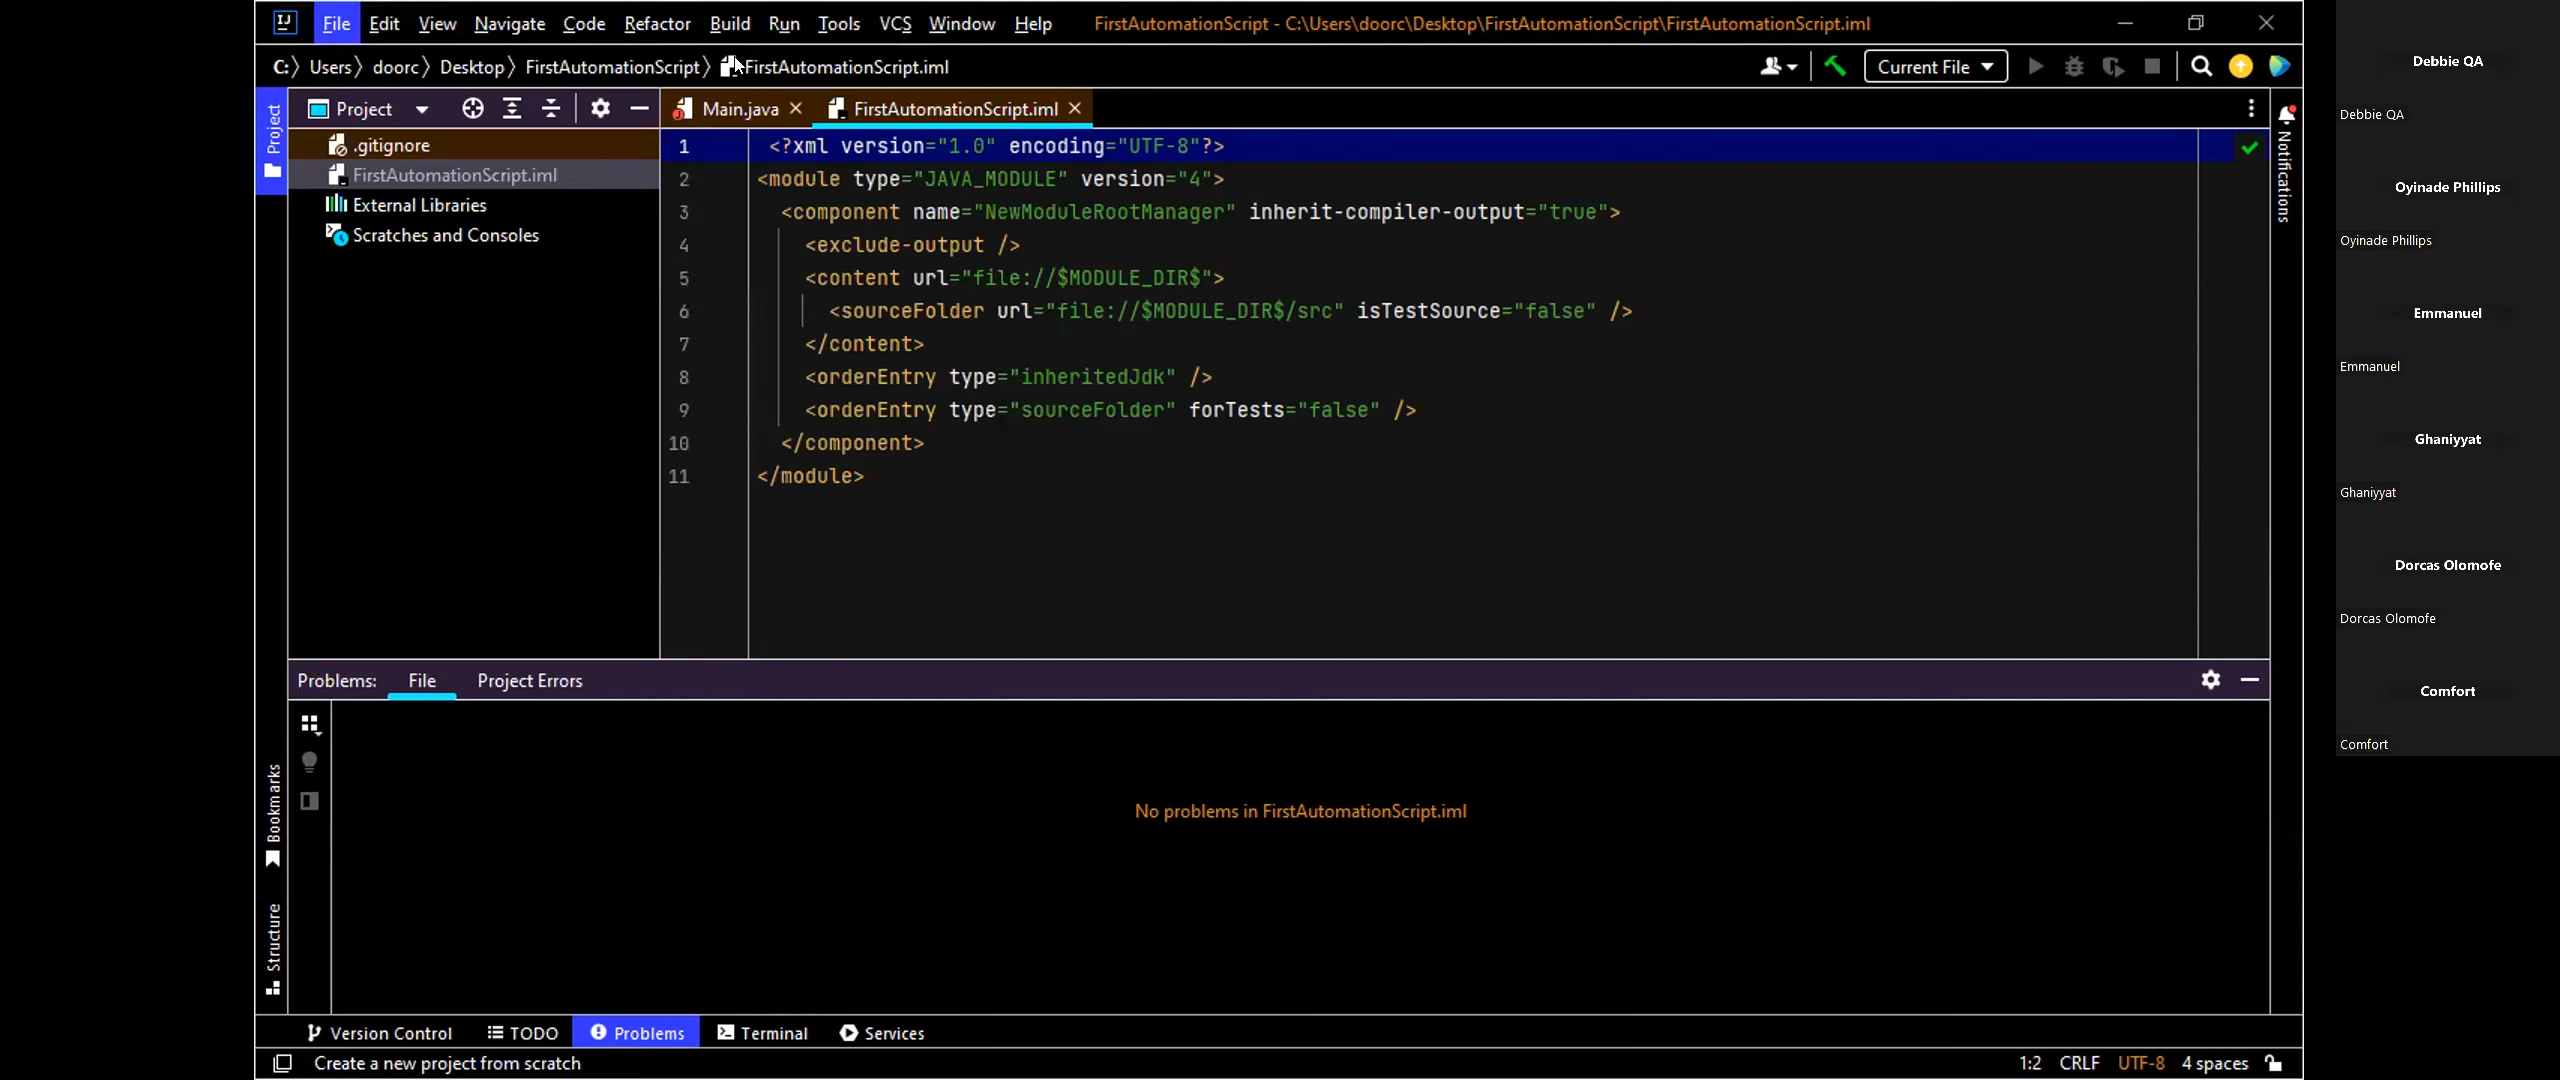 IJ File Edit View Navigate Code Refactor Build Run Tools VCS Window Help FirstAutomationScript - C:\Users\doorc\Desktop\FirstAutomationScript\FirstAutomationScript.iml
C: Users doorc Desktop FirstAutomationScript FirstAutomationScript.iml Current File
Project
Project Main.java FirstAutomationScript.iml
.gitignore
FirstAutomationScript.iml
External Libraries
Scratches and Consoles
1 <?xml version="1.0" encoding="UTF-8"?>
2 <module type="JAVA_MODULE" version="4">
3 <component name="NewModuleRootManager" inherit-compiler-output="true">
4 <exclude-output />
5 <content url="file://$MODULE_DIR$">
6 <sourceFolder url="file://$MODULE_DIR$/src" isTestSource="false" />
7 </content>
8 <orderEntry type="inheritedJdk" />
9 <orderEntry type="sourceFolder" forTests="false" />
10 </component>
11 </module>
Notifications
Problems: File Project Errors
No problems in FirstAutomationScript.iml
Bookmarks
Structure
Version Control TODO Problems Terminal Services
Create a new project from scratch 1:2 CRLF UTF-8 4 spaces
Debbie QA
Debbie QA
Oyinade Phillips
Oyinade Phillips
Emmanuel
Emmanuel
Ghaniyyat
Ghaniyyat
Dorcas Olomofe
Dorcas Olomofe
Comfort
Comfort